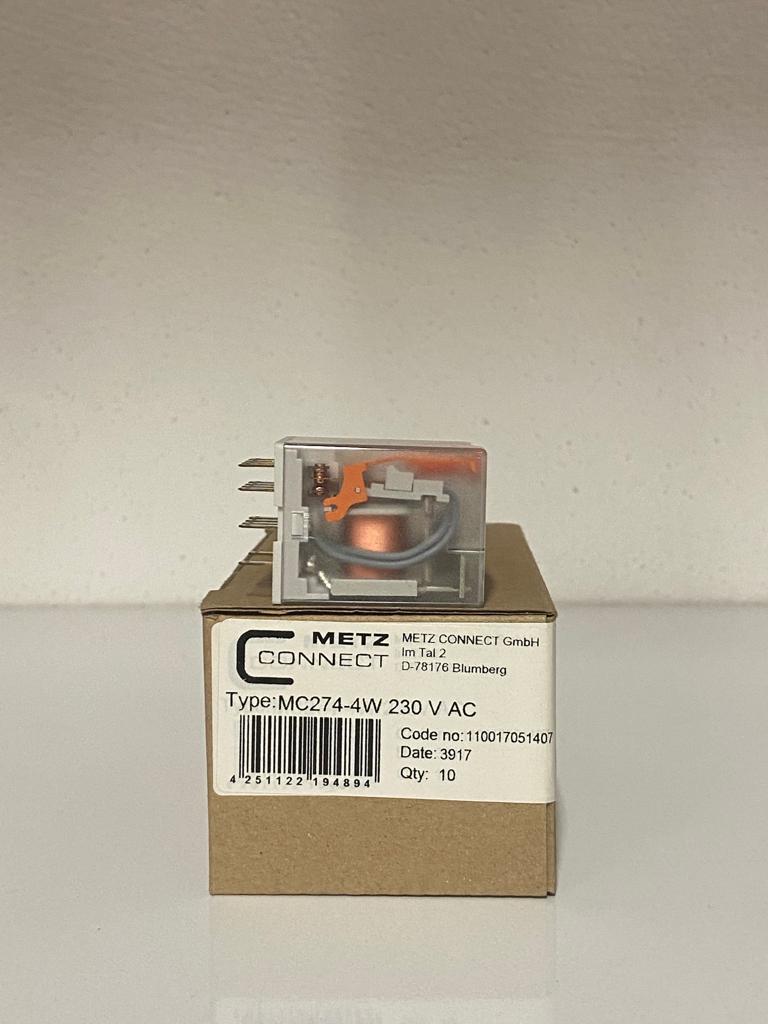 METZ
CONNECT
METZ CONNECT GmbH
Im Tal 2
D-78176 Blumberg
Type:MC274-4W 230 V AC
Code no:110017051407
Date: 3917
Qty: 10
4 251122 194894